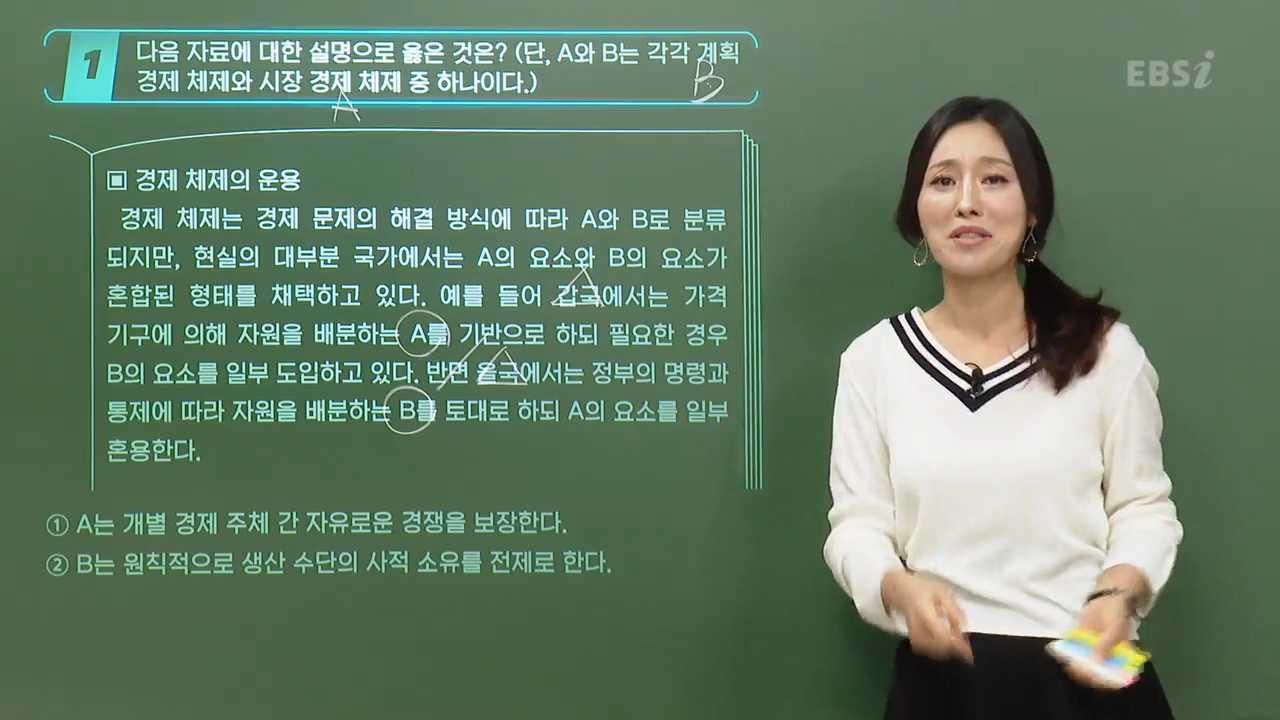 1
다음 자료에 대한 설명으로 옳은 것은? (단, A와 B는 각각 계획
경제 체제와 시장 경제 체제 중 하나이다.)
B
A
EBSi
▣ 경제 체제의 운용
경제 체제는 경제 문제의 해결 방식에 따라 A와 B로 분류
되지만, 현실의 대부분 국가에서는 A의 요소와 B의 요소가
혼합된 형태를 채택하고 있다. 예를 들어 갑국에서는 가격
기구에 의해 자원을 배분하는 A를 기반으로 하되 필요한 경우
B의 요소를 일부 도입하고 있다. 반면 을국에서는 정부의 명령과
통제에 따라 자원을 배분하는 B를 토대로 하되 A의 요소를 일부
혼용한다.
① A는 개별 경제 주체 간 자유로운 경쟁을 보장한다.
② B는 원칙적으로 생산 수단의 사적 소유를 전제로 한다.